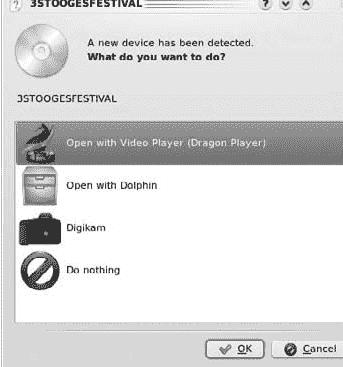 3STOOGESFESTIVAL
A new device has been detected.
What do you want to do?
3STOOGESFESTIVAL
Open with Video Player (Dragon Player)
Open with Dolphin
Digikam
Do nothing
OK
Cancel